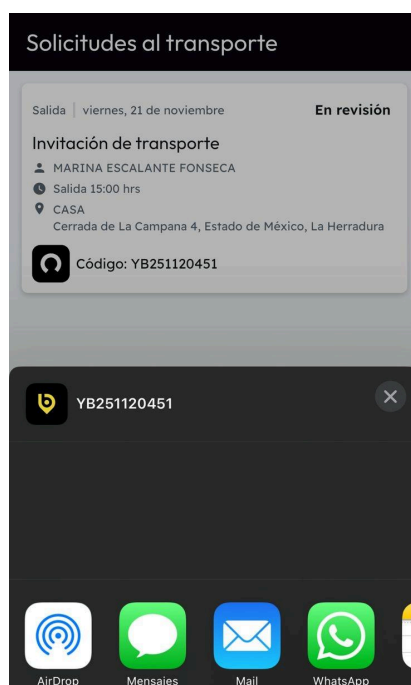 Solicitudes al transporte
Salida | viernes, 21 de noviembre En revisión
Invitación de transporte
MARINA ESCALANTE FONSECA
Salida 15:00 hrs
CASA
Cerrada de La Campana 4, Estado de México, La Herradura
Código: YB251120451
YB251120451
AirDrop Mensajes Mail WhatsApp